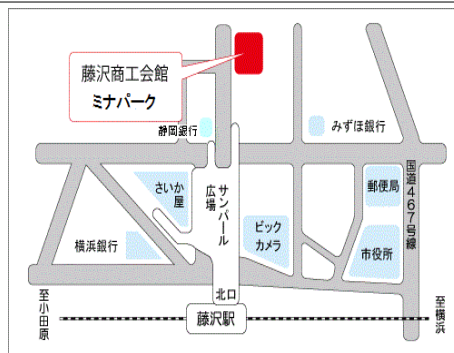 藤沢商工会館
ミナパーク
静岡銀行
みずほ銀行
さいか
屋
サンパール
広場
郵便局
国道467号線
横浜銀行
ビック
カメラ
市役所
北口
至小田原
藤沢駅
至横浜